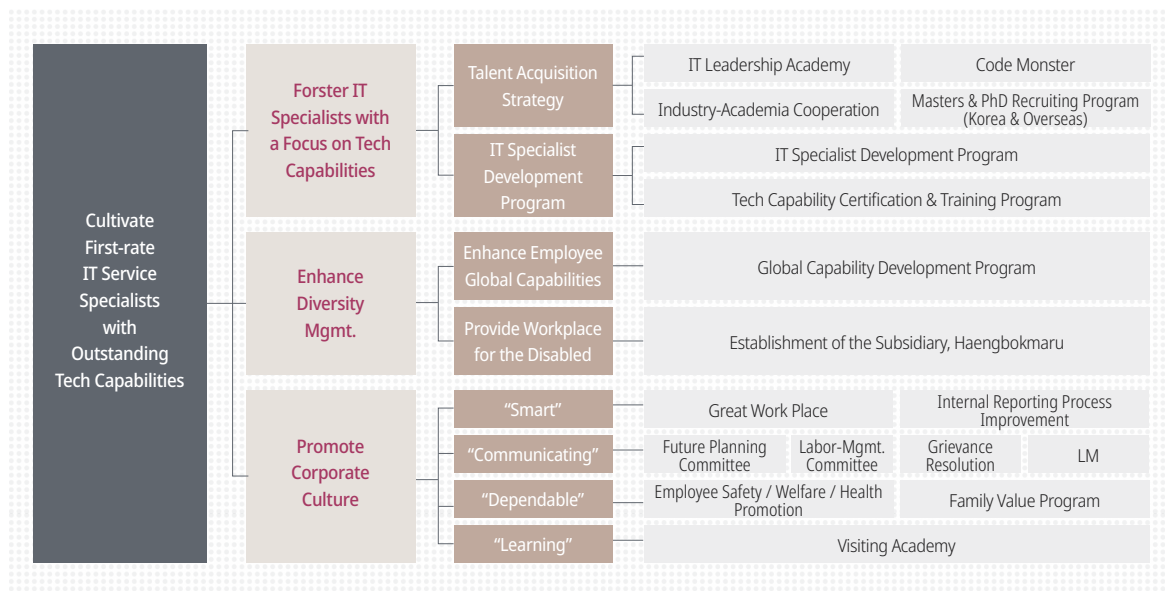 Cultivate
First-rate
IT Service
Specialists
with
Outstanding
Tech Capabilities
Forster IT
Specialists with
a Focus on Tech
Capabilities
Talent Acquisition
Strategy
IT Leadership Academy
Code Monster
Industry-Academia Cooperation
Masters & PhD Recruiting Program
(Korea & Overseas)
IT Specialist
Development
Program
IT Specialist Development Program
Tech Capability Certification & Training Program
Enhance
Diversity
Mgmt.
Enhance Employee
Global Capabilities
Global Capability Development Program
Provide Workplace
for the Disabled
Establishment of the Subsidiary, Haengbokmaru
Promote
Corporate
Culture
“Smart”
Great Work Place
Internal Reporting Process
Improvement
“Communicating”
Future Planning
Committee
Labor-Mgmt.
Committee
Grievance
Resolution
LM
“Dependable”
Employee Safety / Welfare / Health
Promotion
Family Value Program
“Learning”
Visiting Academy